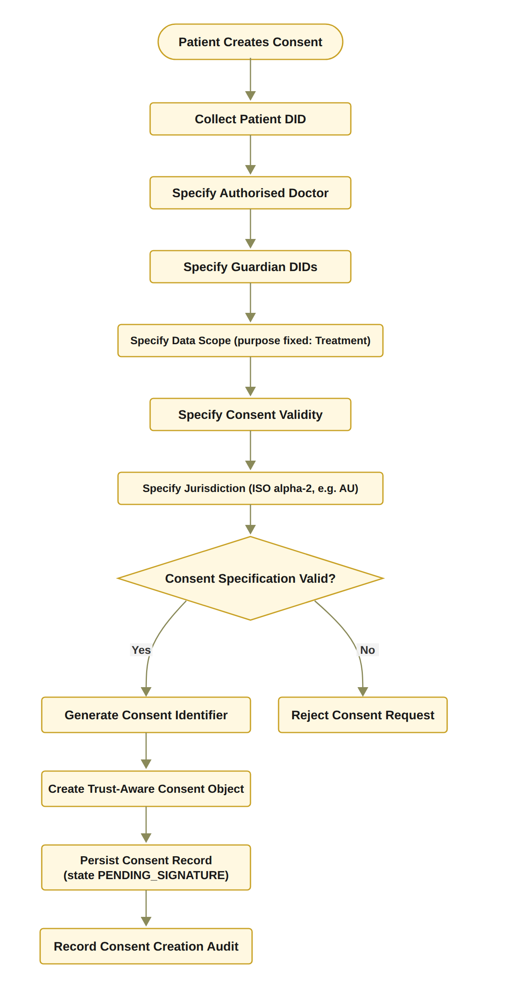 Patient Creates Consent
Collect Patient DID
Specify Authorised Doctor
Specify Guardian DIDs
Specify Data Scope (purpose fixed: Treatment)
Specify Consent Validity
Specify Jurisdiction (ISO alpha-2, e.g. AU)
Consent Specification Valid?
Yes
No
Generate Consent Identifier
Reject Consent Request
Create Trust-Aware Consent Object
Persist Consent Record
(state PENDING_SIGNATURE)
Record Consent Creation Audit